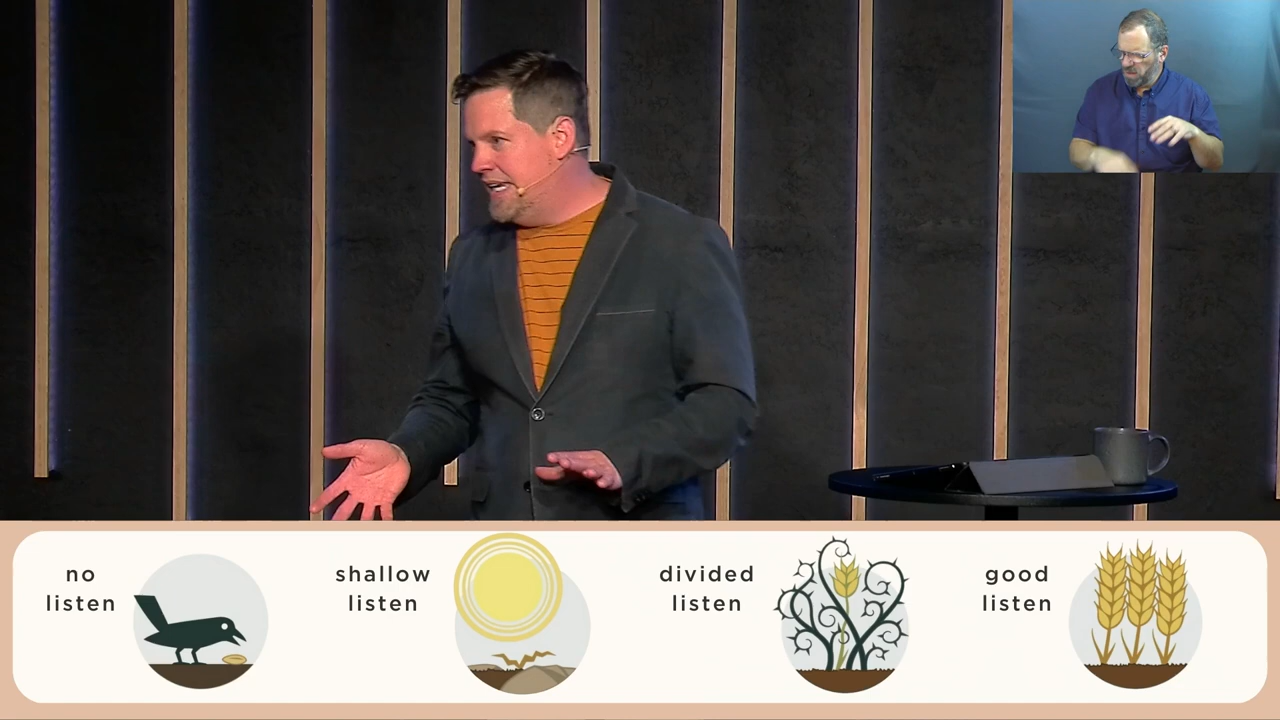 no
listen
shallow
listen
divided
listen
good
listen